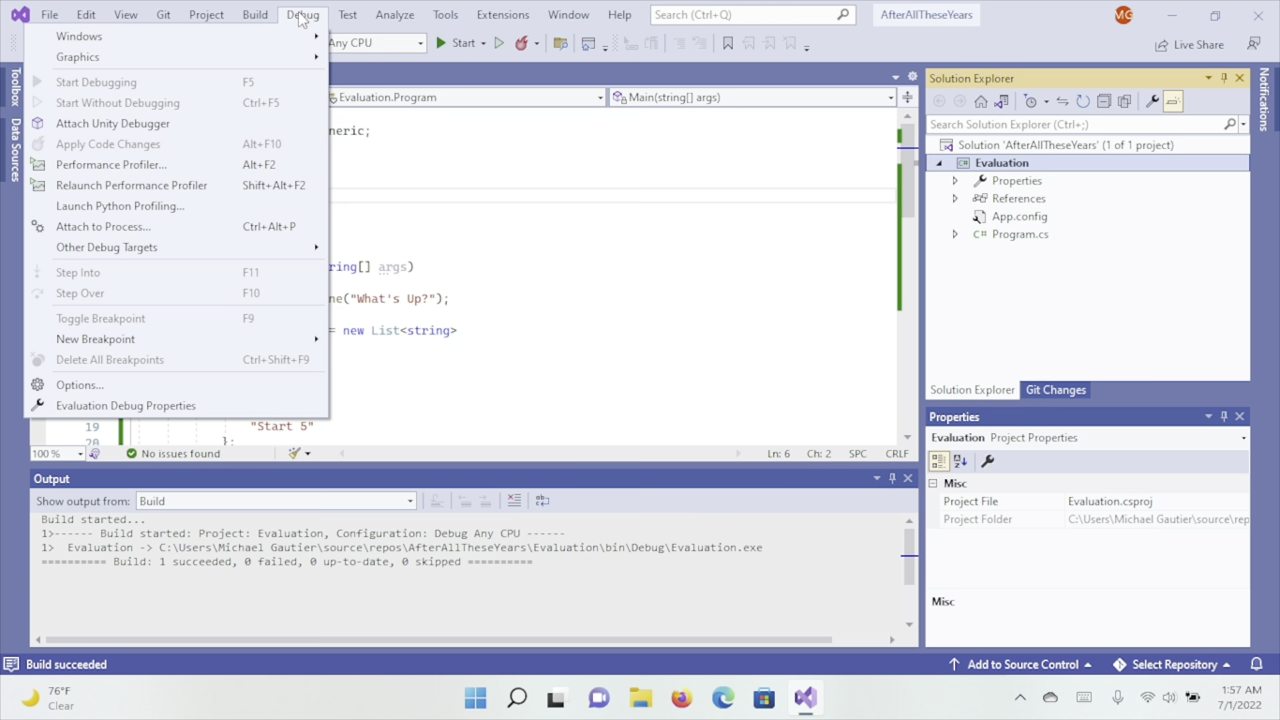 File Edit View Git Project Build Debug Test Analyze Tools Extensions Window Help Search (Ctrl+Q) AfterAllTheseYears MG
Any CPU Start Live Share
Windows
Graphics
Start Debugging F5
Start Without Debugging Ctrl+F5
Attach Unity Debugger
Apply Code Changes Alt+F10
Performance Profiler... Alt+F2
Relaunch Performance Profiler Shift+Alt+F2
Launch Python Profiling...
Attach to Process... Ctrl+Alt+P
Other Debug Targets
Step Into F11
Step Over F10
Toggle Breakpoint F9
New Breakpoint
Delete All Breakpoints Ctrl+Shift+F9
Options...
Evaluation Debug Properties
Toolbox
Data Sources
Evaluation.Program Main(string[] args)
neric;
ring[] args)
ne("What's Up?");
= new List<string>
19 "Start 5"
20 };
100 % No issues found Ln: 6 Ch: 2 SPC CRLF
Output
Show output from: Build
Build started...
1>------ Build started: Project: Evaluation, Configuration: Debug Any CPU ------
1> Evaluation -> C:\Users\Michael Gautier\source\repos\AfterAllTheseYears\Evaluation\bin\Debug\Evaluation.exe
========== Build: 1 succeeded, 0 failed, 0 up-to-date, 0 skipped ==========
Solution Explorer
Search Solution Explorer (Ctrl+;)
Solution 'AfterAllTheseYears' (1 of 1 project)
C# Evaluation
Properties
References
App.config
C# Program.cs
Solution Explorer Git Changes
Properties
Evaluation Project Properties
Misc
Project File Evaluation.csproj
Project Folder C:\Users\Michael Gautier\source\rep
Misc
Notifications
Build succeeded Add to Source Control Select Repository
76°F
Clear
1:57 AM
7/1/2022